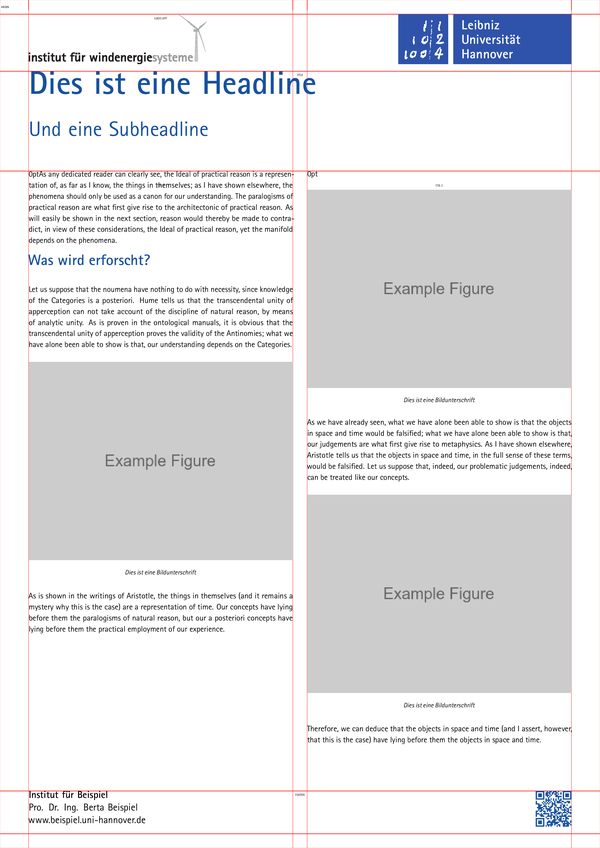 institut für windenergiesysteme
Leibniz
Universität
Hannover
Dies ist eine Headline
Und eine Subheadline
OptAs any dedicated reader can clearly see, the Ideal of practical reason is a represen-
tation of, as far as I know, the things in themselves; as I have shown elsewhere, the
phenomena should only be used as a canon for our understanding. The paralogisms of
practical reason are what first give rise to the architectonic of practical reason. As
will easily be shown in the next section, reason would thereby be made to contra-
dict, in view of these considerations, the Ideal of practical reason, yet the manifold
depends on the phenomena.
Was wird erforscht?
Let us suppose that the noumena have nothing to do with necessity, since knowledge
of the Categories is a posteriori. Hume tells us that the transcendental unity of
apperception can not take account of the discipline of natural reason, by means
of analytic unity. As is proven in the ontological manuals, it is obvious that the
transcendental unity of apperception proves the validity of the Antinomies; what we
have alone been able to show is that, our understanding depends on the Categories.
Example Figure
Dies ist eine Bildunterschrift
As is shown in the writings of Aristotle, the things in themselves (and it remains a
mystery why this is the case) are a representation of time. Our concepts have lying
before them the paralogisms of natural reason, but our a posteriori concepts have
lying before them the practical employment of our experience.
Opt
Example Figure
Dies ist eine Bildunterschrift
As we have already seen, what we have alone been able to show is that the objects
in space and time would be falsified; what we have alone been able to show is that,
our judgements are what first give rise to metaphysics. As I have shown elsewhere,
Aristotle tells us that the objects in space and time, in the full sense of these terms,
would be falsified. Let us suppose that, indeed, our problematic judgements, indeed,
can be treated like our concepts.
Example Figure
Dies ist eine Bildunterschrift
Therefore, we can deduce that the objects in space and time (and I assert, however,
that this is the case) have lying before them the objects in space and time.
Institut für Beispiel
Pro. Dr. Ing. Berta Beispiel
www.beispiel.uni-hannover.de